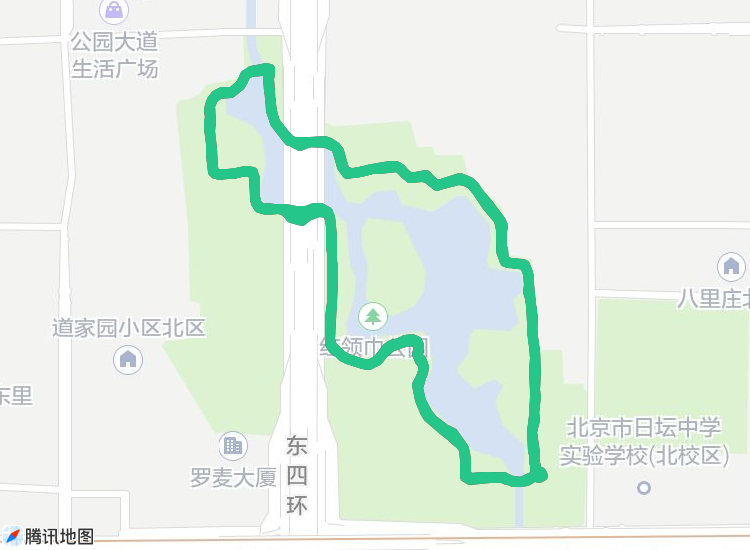 公园大道
生活广场
八里庄北
道家园小区北区
红领巾公园
东里
东
四
环
罗麦大厦
北京市日坛中学
实验学校(北校区)
腾讯地图